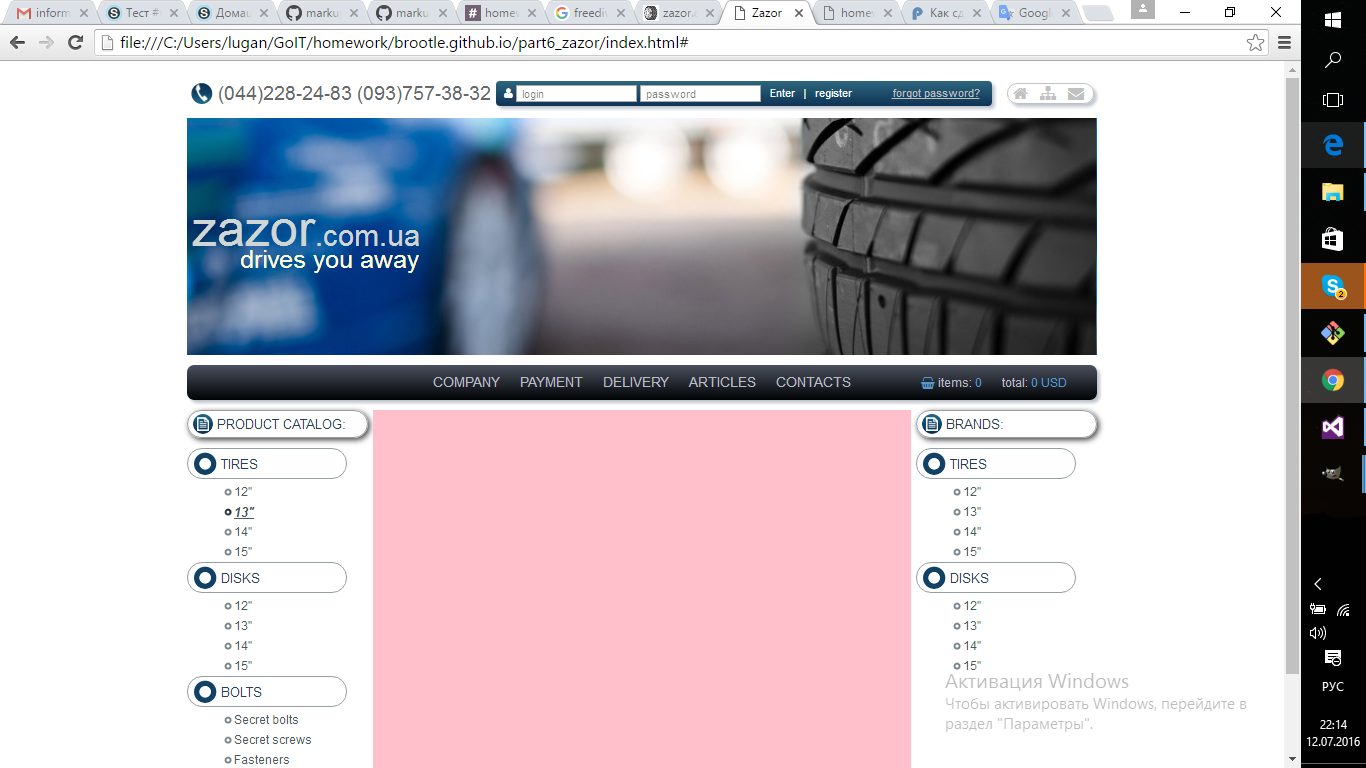 inform
Тест #
Домаш
marku
marku
homew
freediv
zazor.c
Zazor
homew
Как сд
Googl
file:///C:/Users/lugan/GoIT/homework/brootle.github.io/part6_zazor/index.html#
(044)228-24-83 (093)757-38-32
login
password
Enter | register
forgot password?
zazor.com.ua
drives you away
COMPANY PAYMENT DELIVERY ARTICLES CONTACTS
items: 0 total: 0 USD
PRODUCT CATALOG:
TIRES
12"
13"
14"
15"
DISKS
12"
13"
14"
15"
BOLTS
Secret bolts
Secret screws
Fasteners
BRANDS:
TIRES
12"
13"
14"
15"
DISKS
12"
13"
14"
15"
Активация Windows
Чтобы активировать Windows, перейдите в
раздел "Параметры".
2
РУС
22:14
12.07.2016